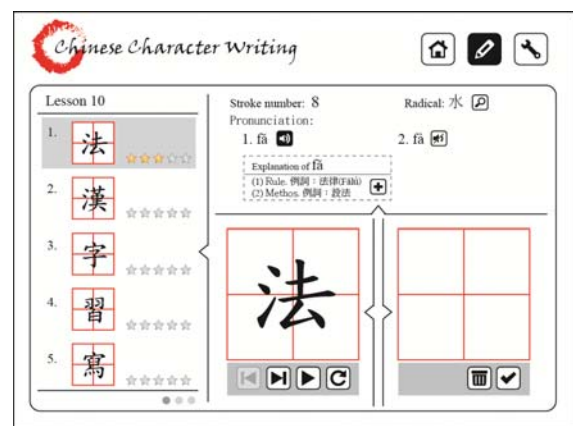 Chinese Character Writing
Lesson 10
1. 法
2. 漢
3. 字
4. 習
5. 寫
Stroke number: 8 Radical: 水
Pronunciation:
1. fǎ 2. fà
Explanation of fǎ
(1) Rule. 例詞：法律(Fǎlǜ)
(2) Methos. 例詞：設法
法